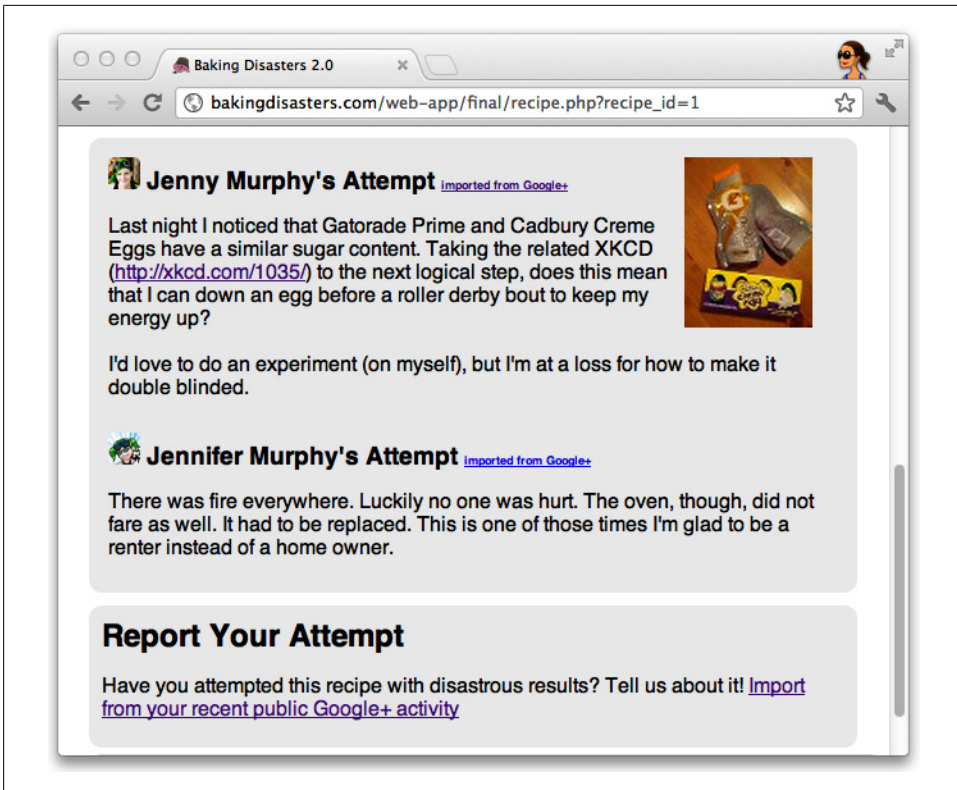 Baking Disasters 2.0
bakingdisasters.com/web-app/final/recipe.php?recipe_id=1
Jenny Murphy's Attempt imported from Google+
Last night I noticed that Gatorade Prime and Cadbury Creme
Eggs have a similar sugar content. Taking the related XKCD
(http://xkcd.com/1035/) to the next logical step, does this mean
that I can down an egg before a roller derby bout to keep my
energy up?
I'd love to do an experiment (on myself), but I'm at a loss for how to make it
double blinded.
Jennifer Murphy's Attempt imported from Google+
There was fire everywhere. Luckily no one was hurt. The oven, though, did not
fare as well. It had to be replaced. This is one of those times I'm glad to be a
renter instead of a home owner.
Report Your Attempt
Have you attempted this recipe with disastrous results? Tell us about it! Import
from your recent public Google+ activity